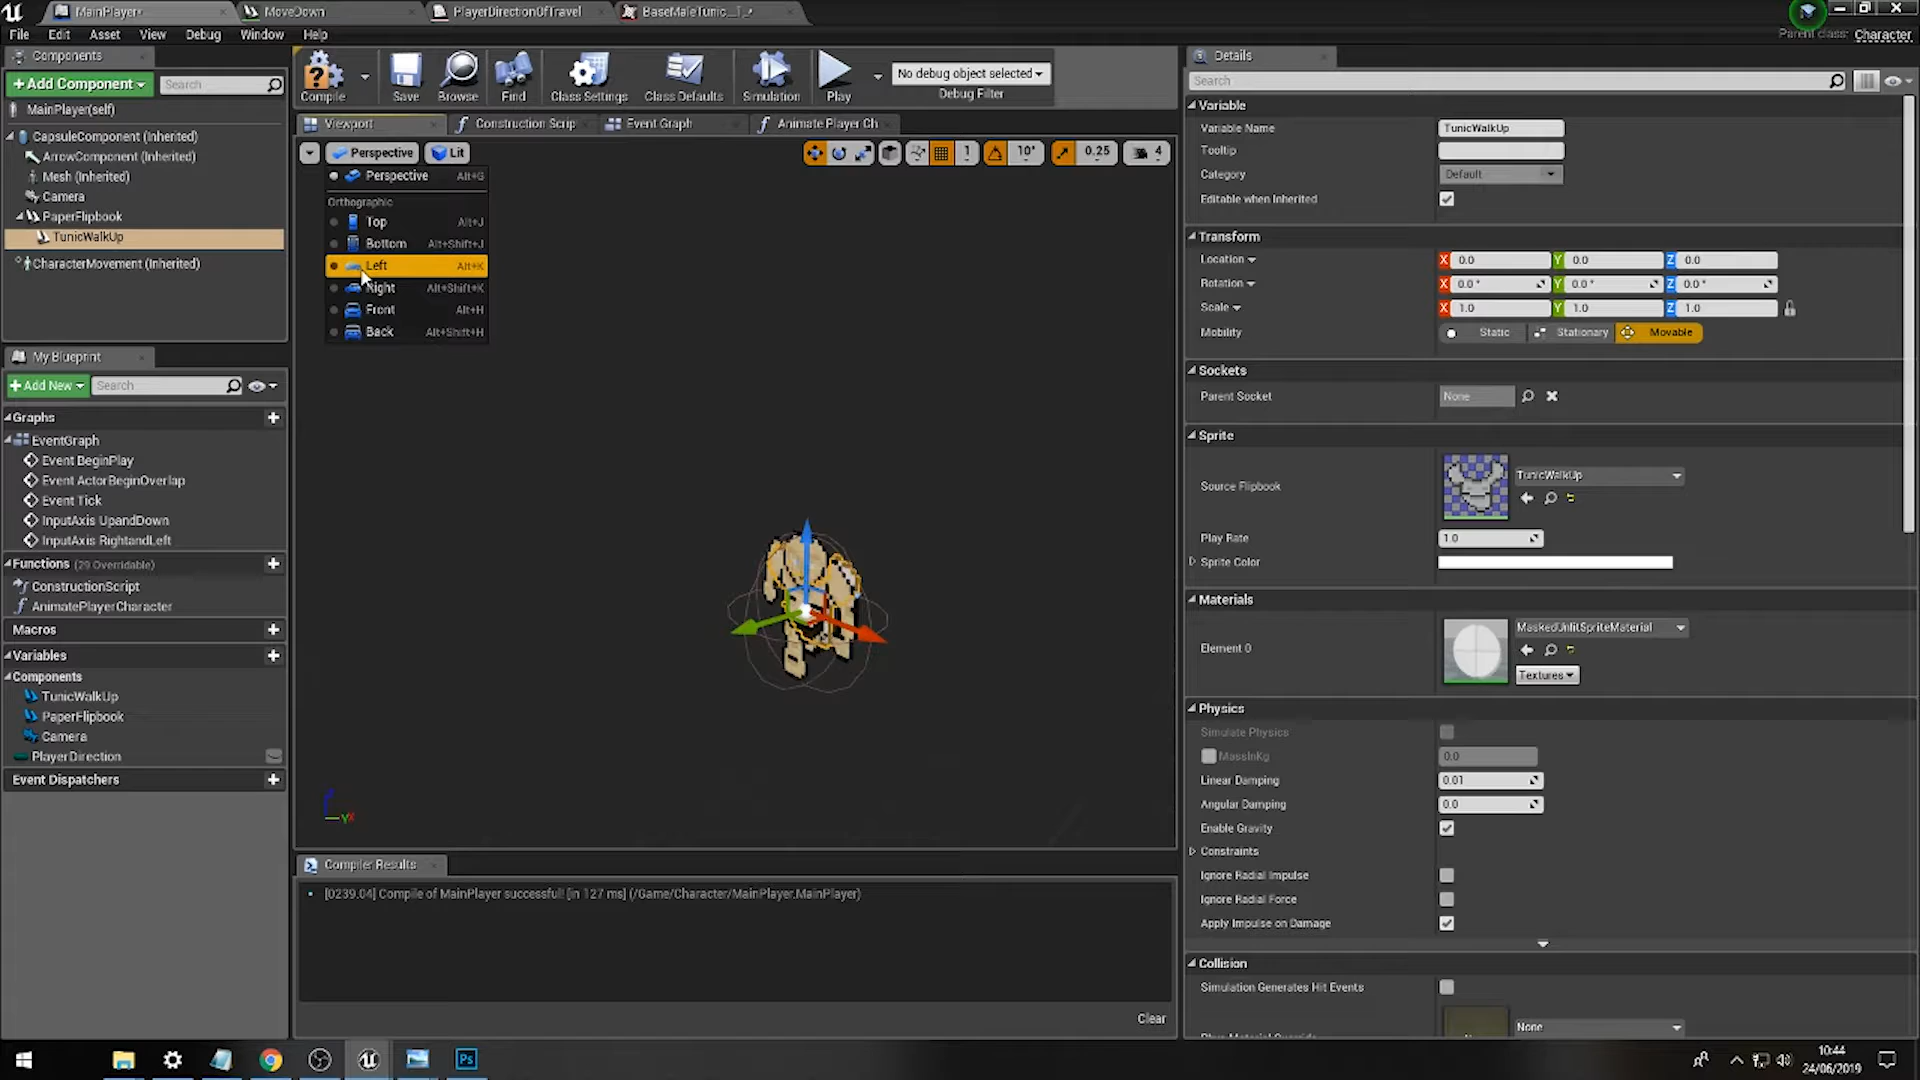 MainPlayer*
MoveDown
PlayerDirectionOfTravel
BaseMaleTunic__T_*
File Edit Asset View Debug Window Help
Parent class: Character
Components
+Add Component
Search
MainPlayer(self)
CapsuleComponent (Inherited)
ArrowComponent (Inherited)
Mesh (Inherited)
Camera
PaperFlipbook
TunicWalkUp
CharacterMovement (Inherited)
My Blueprint
+Add New
Search
Graphs
EventGraph
Event BeginPlay
Event ActorBeginOverlap
Event Tick
InputAxis UpandDown
InputAxis RightandLeft
Functions (29 Overridable)
ConstructionScript
AnimatePlayerCharacter
Macros
Variables
Components
TunicWalkUp
PaperFlipbook
Camera
PlayerDirection
Event Dispatchers
Compile
Save
Browse
Find
Class Settings
Class Defaults
Simulation
Play
No debug object selected
Debug Filter
Viewport
Construction Scrip
Event Graph
Animate Player Ch
Perspective
Lit
1
10°
0.25
4
Perspective Alt+G
Orthographic
Top Alt+J
Bottom Alt+Shift+J
Left Alt+K
Right Alt+Shift+K
Front Alt+H
Back Alt+Shift+H
Z
Y X
Compiler Results
[0239.04] Compile of MainPlayer successful! [in 127 ms] (/Game/Character/MainPlayer.MainPlayer)
Clear
Details
Search
Variable
Variable Name TunicWalkUp
Tooltip
Category Default
Editable when Inherited
Transform
Location X 0.0 Y 0.0 Z 0.0
Rotation X 0.0° Y 0.0° Z 0.0°
Scale X 1.0 Y 1.0 Z 1.0
Mobility Static Stationary Movable
Sockets
Parent Socket None
Sprite
Source Flipbook TunicWalkUp
Play Rate 1.0
Sprite Color
Materials
Element 0 MaskedUnlitSpriteMaterial
Textures
Physics
Simulate Physics
MassInKg 0.0
Linear Damping 0.01
Angular Damping 0.0
Enable Gravity
Constraints
Ignore Radial Impulse
Ignore Radial Force
Apply Impulse on Damage
Collision
Simulation Generates Hit Events
None
Ps
10:44
24/06/2019